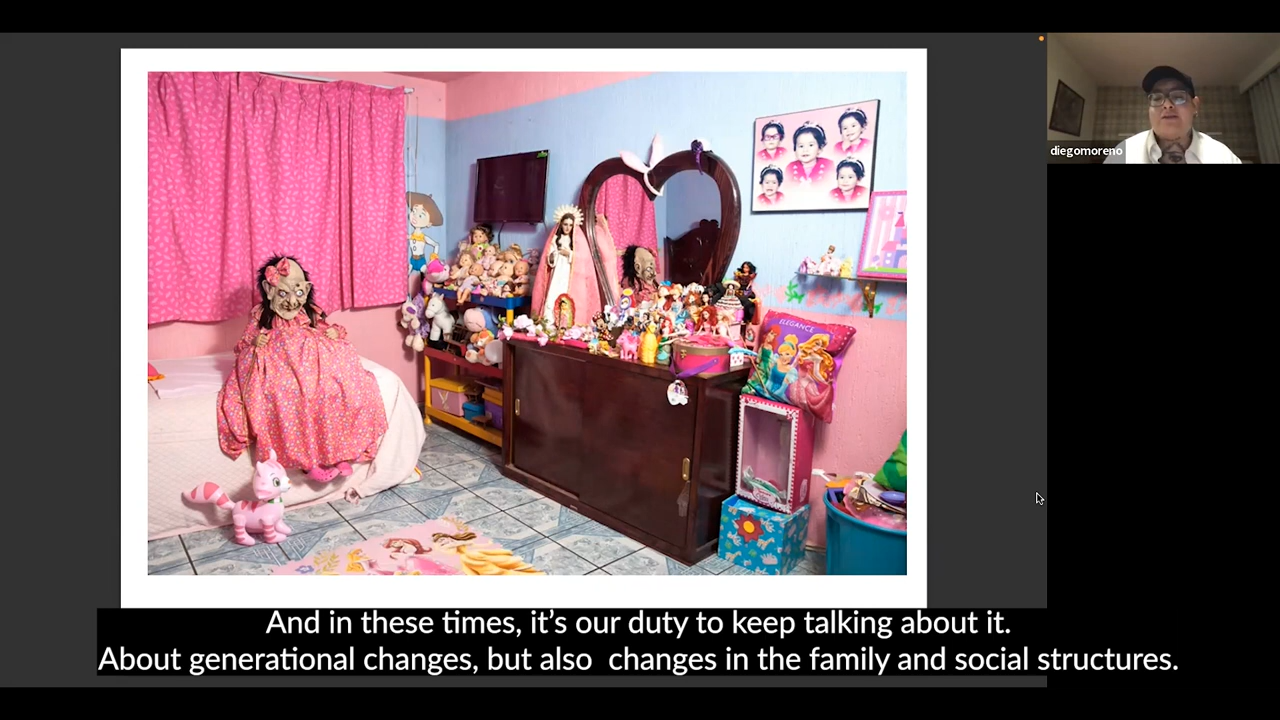 diegomoreno
ELEGANCE
And in these times, it's our duty to keep talking about it.
About generational changes, but also  changes in the family and social structures.